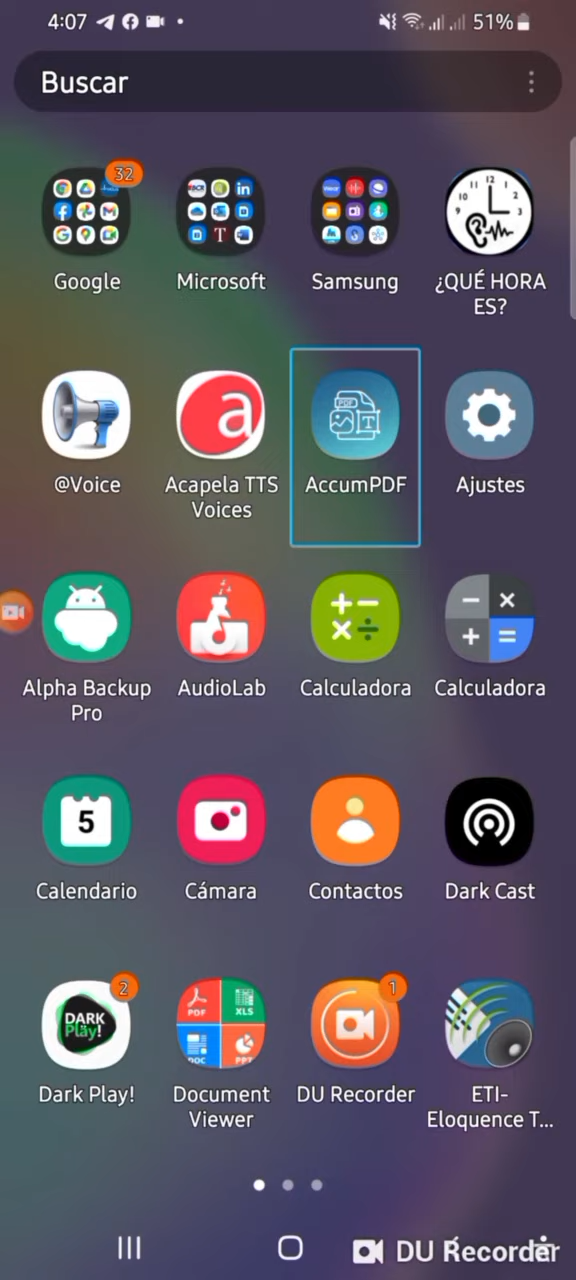 4:07
51%
Buscar
32
Google
Microsoft
Samsung
¿QUÉ HORA
ES?
@Voice
Acapela TTS
Voices
PDF
T
AccumPDF
Ajustes
Alpha Backup
Pro
AudioLab
Calculadora
Calculadora
5
Calendario
Cámara
Contactos
Dark Cast
2
DARK
Play!
Dark Play!
PDF
XLS
DOC
PPT
Document
Viewer
1
DU Recorder
ETI-
Eloquence T...
DU Recorder